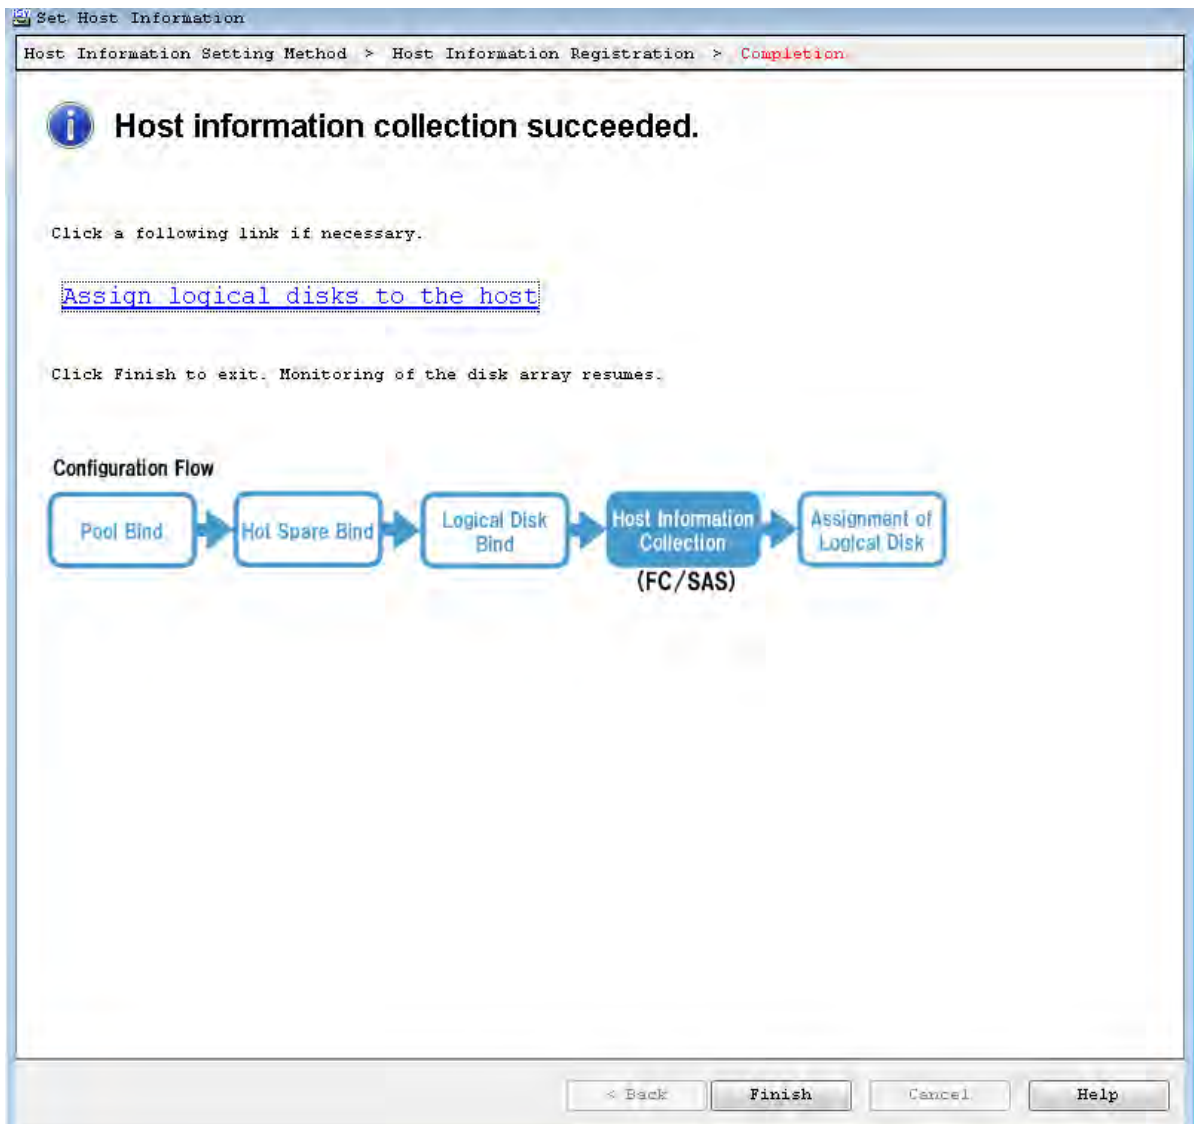 Set Host Information
Host Information Setting Method > Host Information Registration > Completion
Host information collection succeeded.
Click a following link if necessary.
Assign logical disks to the host
Click Finish to exit. Monitoring of the disk array resumes.
Configuration Flow
Pool Bind
Hot Spare Bind
Logical Disk
Bind
Host Information
Collection
Assignment of
Logical Disk
(FC/SAS)
< Back
Finish
Cancel
Help